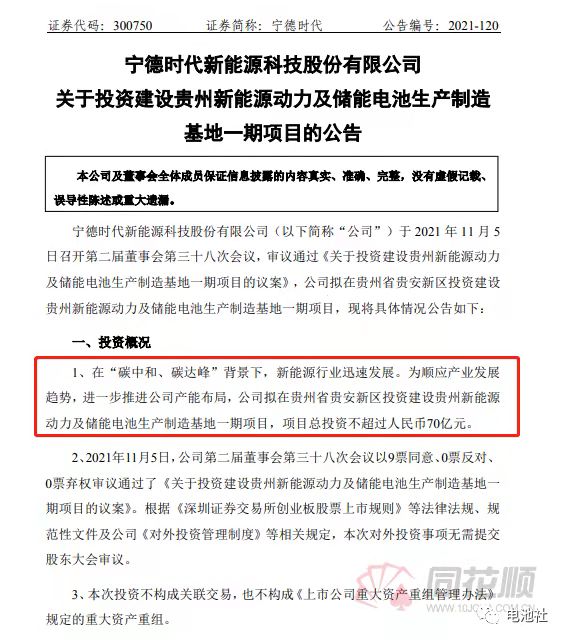 证券代码：300750 证券简称：宁德时代 公告编号：2021-120
宁德时代新能源科技股份有限公司
关于投资建设贵州新能源动力及储能电池生产制造
基地一期项目的公告
本公司及董事会全体成员保证信息披露的内容真实、准确、完整，没有虚假记载、
误导性陈述或重大遗漏。
宁德时代新能源科技股份有限公司（以下简称“公司”）于 2021 年 11 月 5
日召开第二届董事会第三十八次会议，审议通过《关于投资建设贵州新能源动力
及储能电池生产制造基地一期项目的议案》，公司拟在贵州省贵安新区投资建设
贵州新能源动力及储能电池生产制造基地一期项目，现将具体情况公告如下：
一、投资概况
1、在“碳中和、碳达峰”背景下，新能源行业迅速发展。为顺应产业发展
趋势，进一步推进公司产能布局，公司拟在贵州省贵安新区投资建设贵州新能源
动力及储能电池生产制造基地一期项目，项目总投资不超过人民币70亿元。
2、2021年11月5日，公司第二届董事会第三十八次会议以9票同意、0票反对、
0票弃权审议通过了《关于投资建设贵州新能源动力及储能电池生产制造基地一
期项目的议案》。根据《深圳证券交易所创业板股票上市规则》等法律法规、规
范性文件及公司《对外投资管理制度》等相关规定，本次对外投资事项无需提交
股东大会审议。
3、本次投资不构成关联交易，也不构成《上市公司重大资产重组管理办法》
规定的重大资产重组。
同花顺
电池社